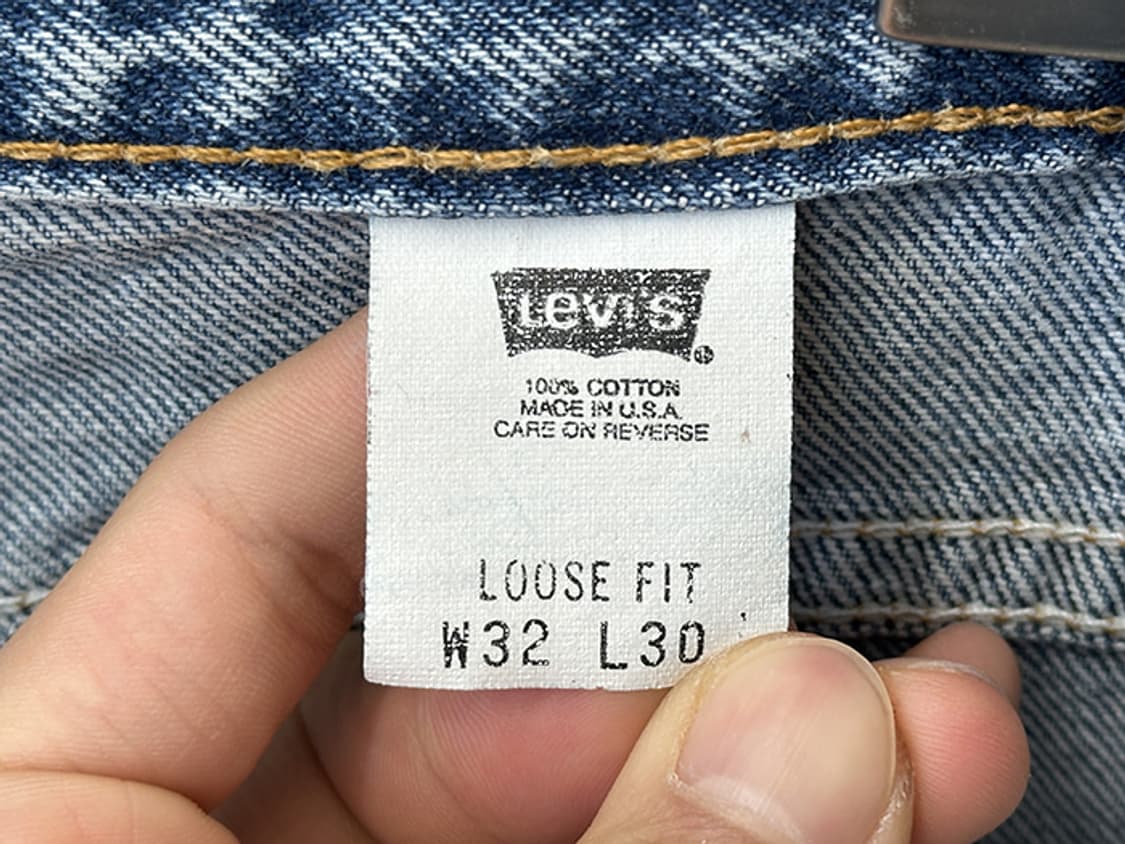 Levi's
100% COTTON
MADE IN U.S.A.
CARE ON REVERSE
LOOSE FIT
W32 L30